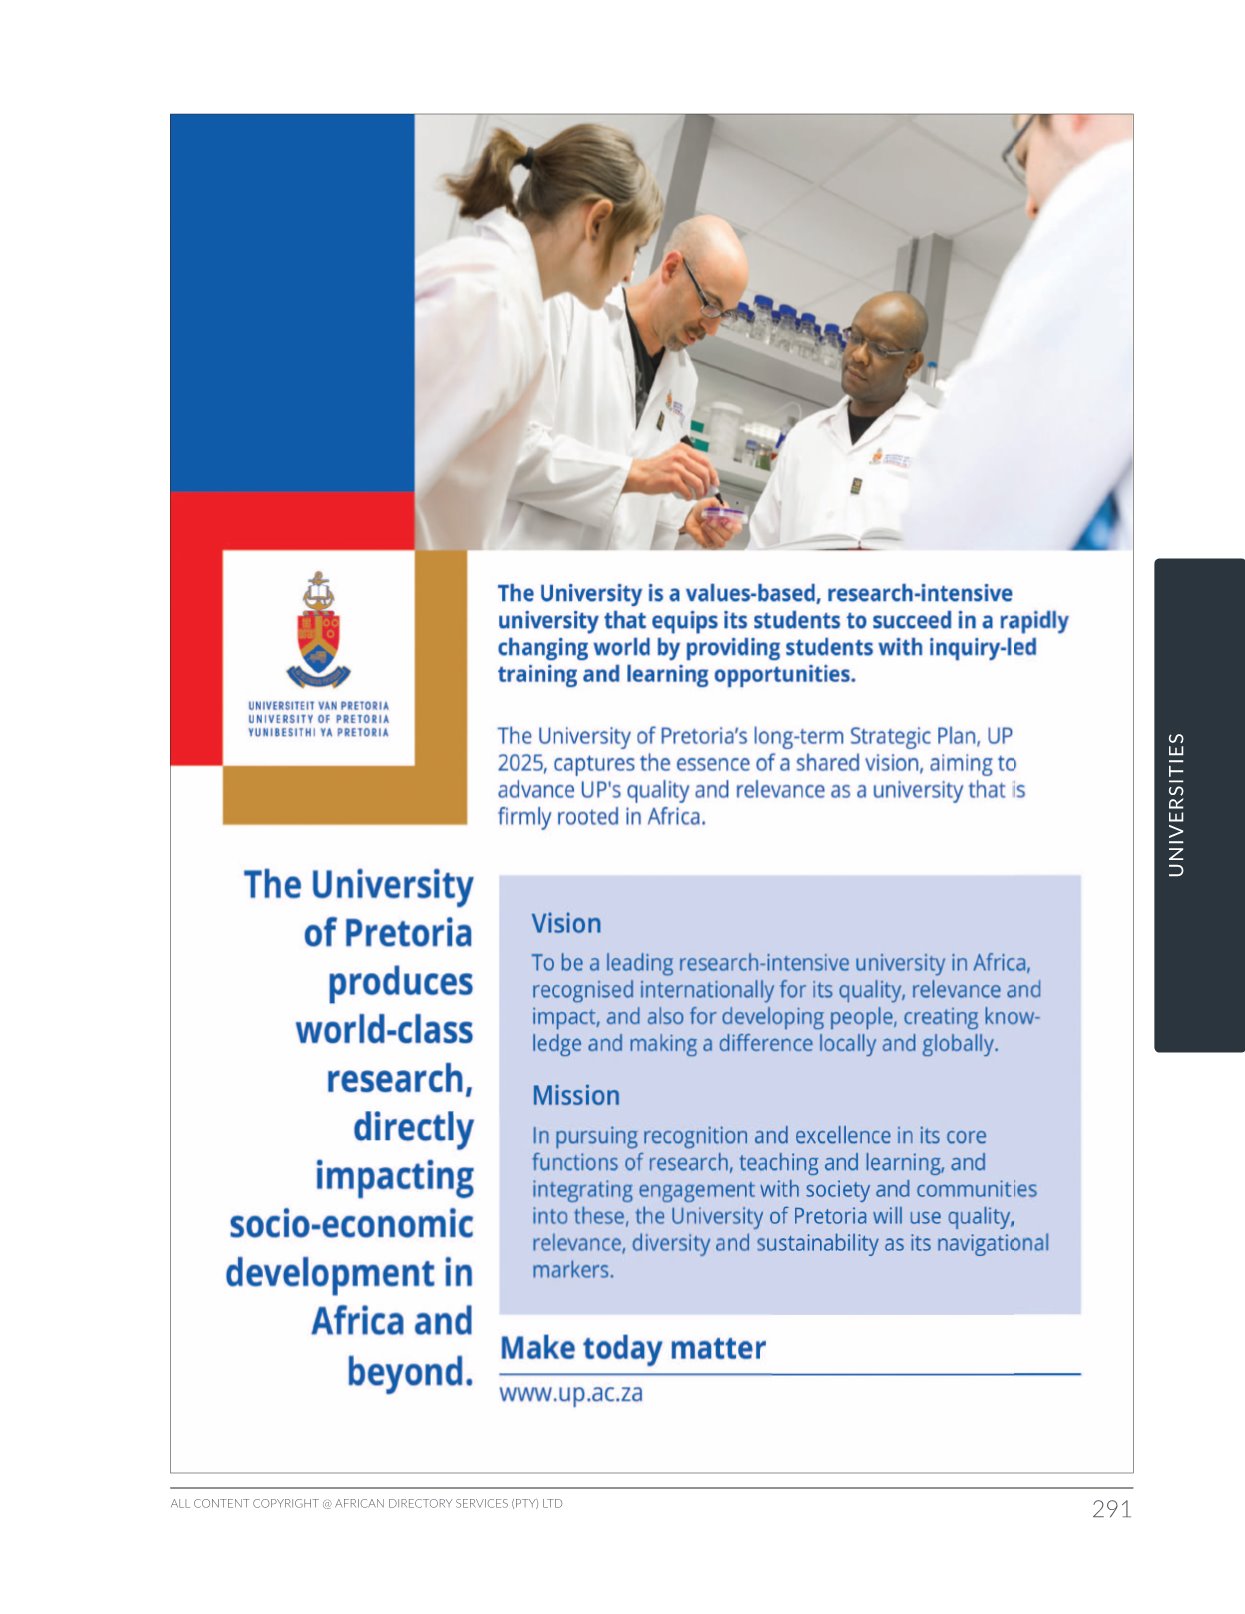 UNIVERSITEIT VAN PRETORIA
UNIVERSITY OF PRETORIA
YUNIBESITHI YA PRETORIA
The University is a values-based, research-intensive
university that equips its students to succeed in a rapidly
changing world by providing students with inquiry-led
training and learning opportunities.
The University of Pretoria's long-term Strategic Plan, UP
2025, captures the essence of a shared vision, aiming to
advance UP's quality and relevance as a university that is
firmly rooted in Africa.
The University
of Pretoria
produces
world-class
research,
directly
impacting
socio-economic
development in
Africa and
beyond.
Vision
To be a leading research-intensive university in Africa,
recognised internationally for its quality, relevance and
impact, and also for developing people, creating know-
ledge and making a difference locally and globally.
Mission
In pursuing recognition and excellence in its core
functions of research, teaching and learning, and
integrating engagement with society and communities
into these, the University of Pretoria will use quality,
relevance, diversity and sustainability as its navigational
markers.
Make today matter
www.up.ac.za
UNIVERSITIES
ALL CONTENT COPYRIGHT @ AFRICAN DIRECTORY SERVICES (PTY) LTD
291